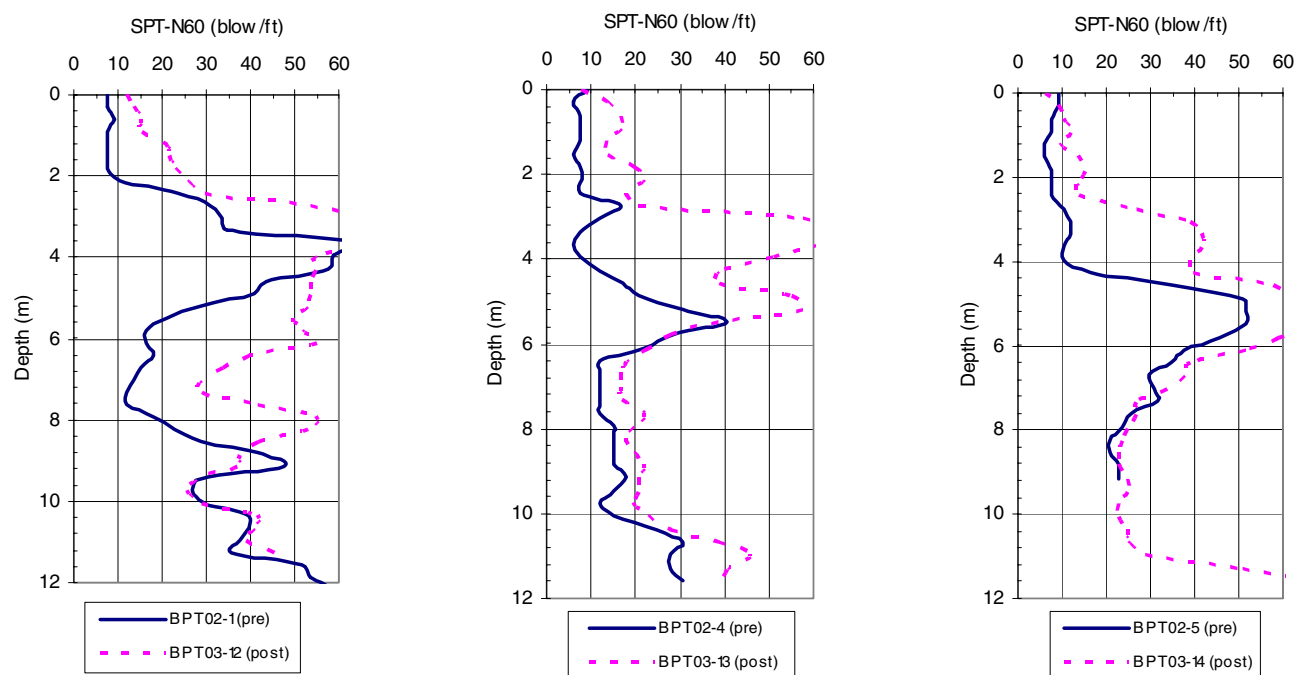 SPT-N60 (blow/ft)
0 10 20 30 40 50 60
0
2
4
6
8
10
12
Depth (m)
BPT02-1(pre)
BPT03-12 (post)
SPT-N60 (blow/ft)
0 10 20 30 40 50 60
0
2
4
6
8
10
12
Depth (m)
BPT02-4 (pre)
BPT03-13 (post)
SPT-N60 (blow/ft)
0 10 20 30 40 50 60
0
2
4
6
8
10
12
Depth (m)
BPT02-5 (pre)
BPT03-14 (post)